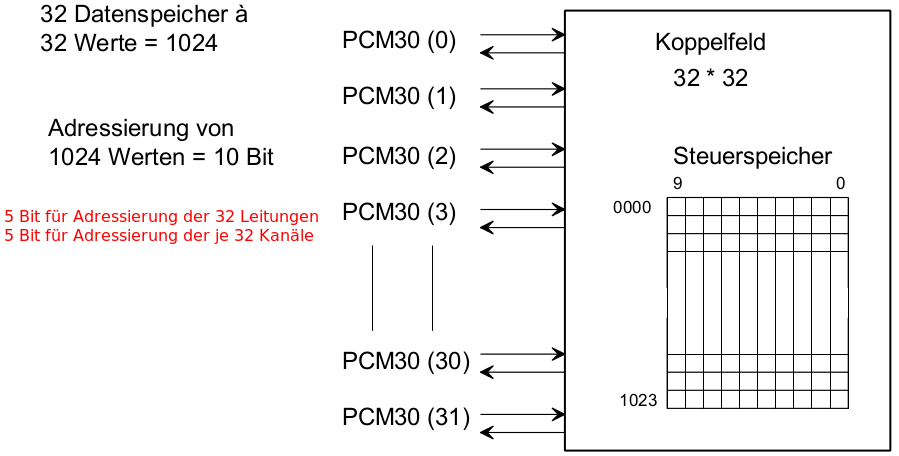 32 Datenspeicher à
32 Werte = 1024
Adressierung von
1024 Werten = 10 Bit
5 Bit für Adressierung der 32 Leitungen
5 Bit für Adressierung der je 32 Kanäle
PCM30 (0)
PCM30 (1)
PCM30 (2)
PCM30 (3)
PCM30 (30)
PCM30 (31)
Koppelfeld
32 * 32
Steuerspeicher
9 0
0000
1023